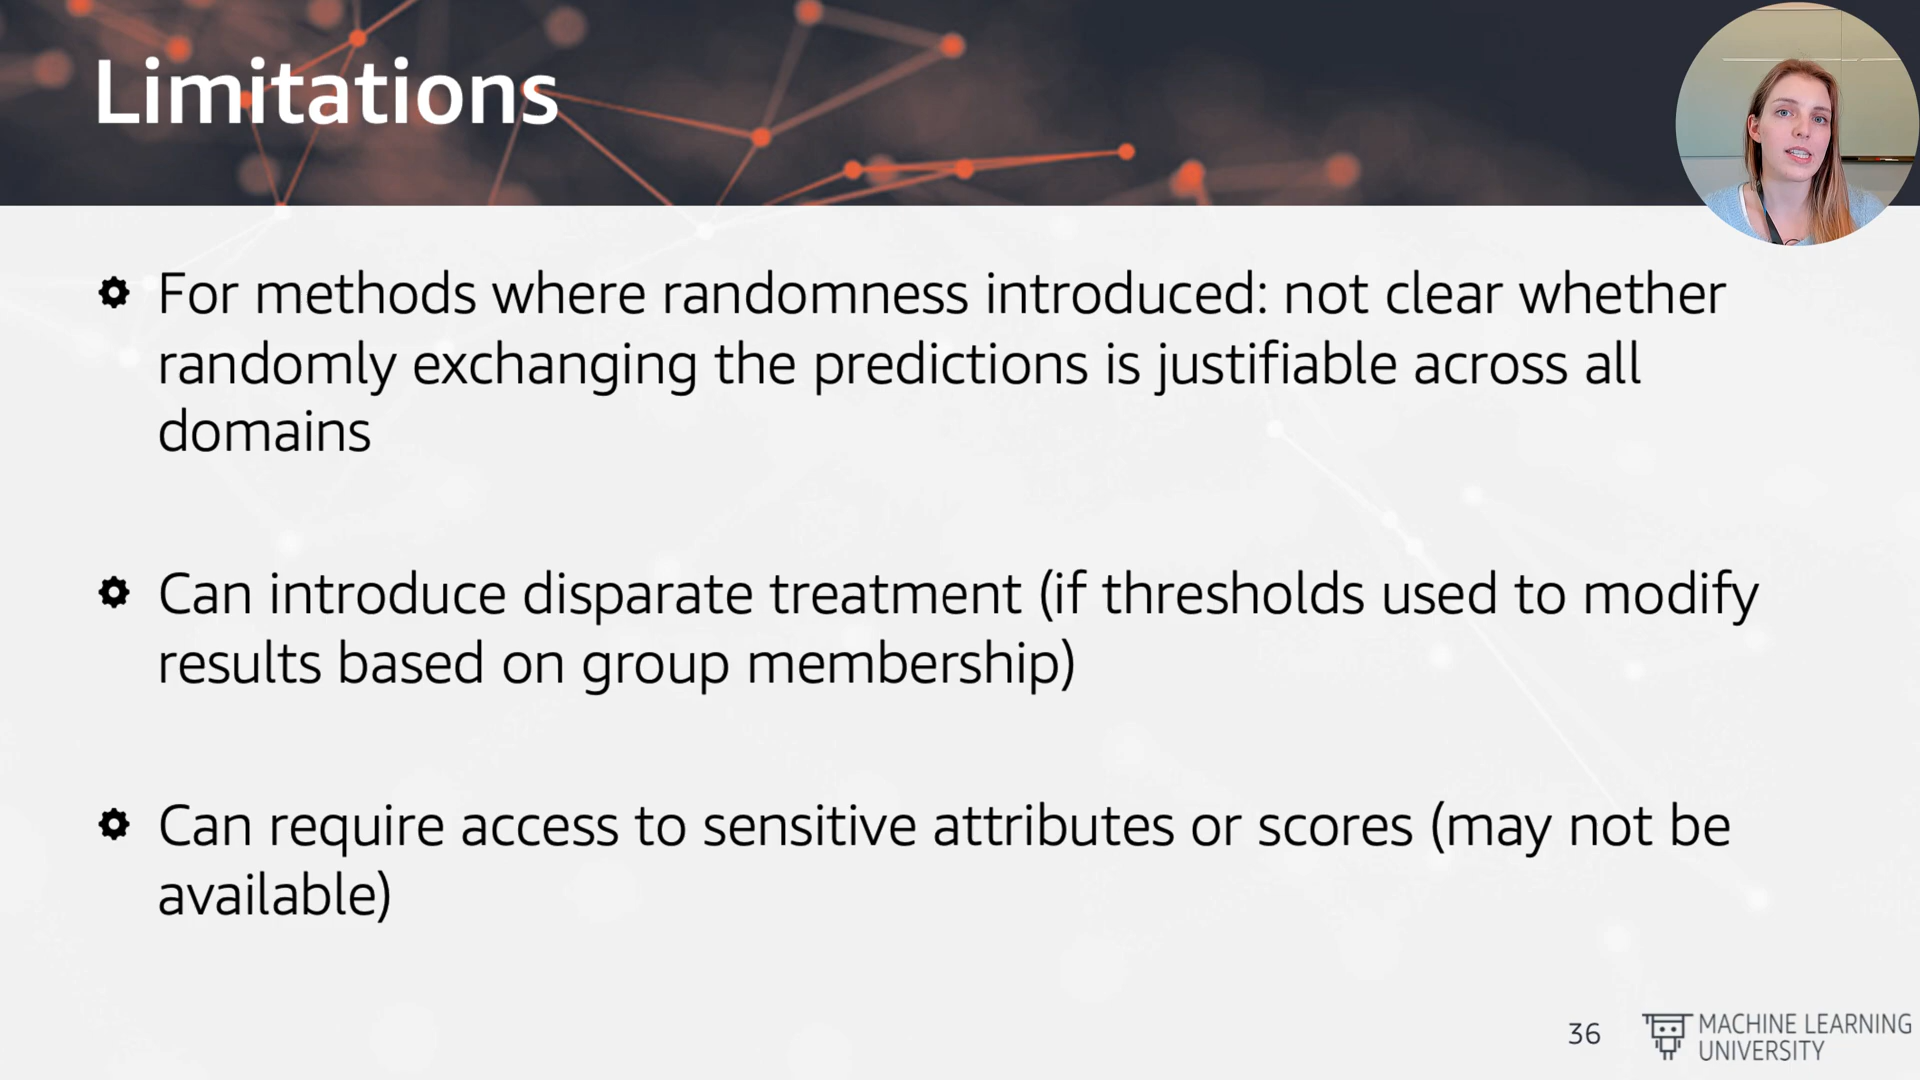 Limitations
For methods where randomness introduced: not clear whether
randomly exchanging the predictions is justifiable across all
domains
Can introduce disparate treatment (if thresholds used to modify
results based on group membership)
Can require access to sensitive attributes or scores (may not be
available)
36
MACHINE LEARNING
UNIVERSITY